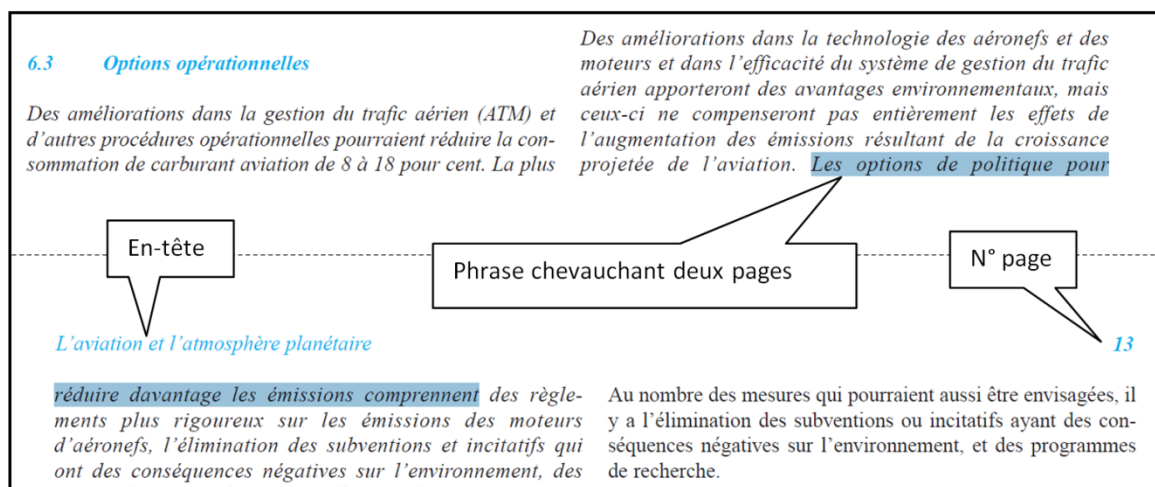 6.3 Options opérationnelles
Des améliorations dans la gestion du trafic aérien (ATM) et
d'autres procédures opérationnelles pourraient réduire la con-
sommation de carburant aviation de 8 à 18 pour cent. La plus
Des améliorations dans la technologie des aéronefs et des
moteurs et dans l'efficacité du système de gestion du trafic
aérien apporteront des avantages environnementaux, mais
ceux-ci ne compenseront pas entièrement les effets de
l'augmentation des émissions résultant de la croissance
projetée de l'aviation. Les options de politique pour
En-tête
Phrase chevauchant deux pages
N° page
L'aviation et l'atmosphère planétaire
13
réduire davantage les émissions comprennent des règle-
ments plus rigoureux sur les émissions des moteurs
d'aéronefs, l'élimination des subventions et incitatifs qui
ont des conséquences négatives sur l'environnement, des
Au nombre des mesures qui pourraient aussi être envisagées, il
y a l'élimination des subventions ou incitatifs ayant des con-
séquences négatives sur l'environnement, et des programmes
de recherche.